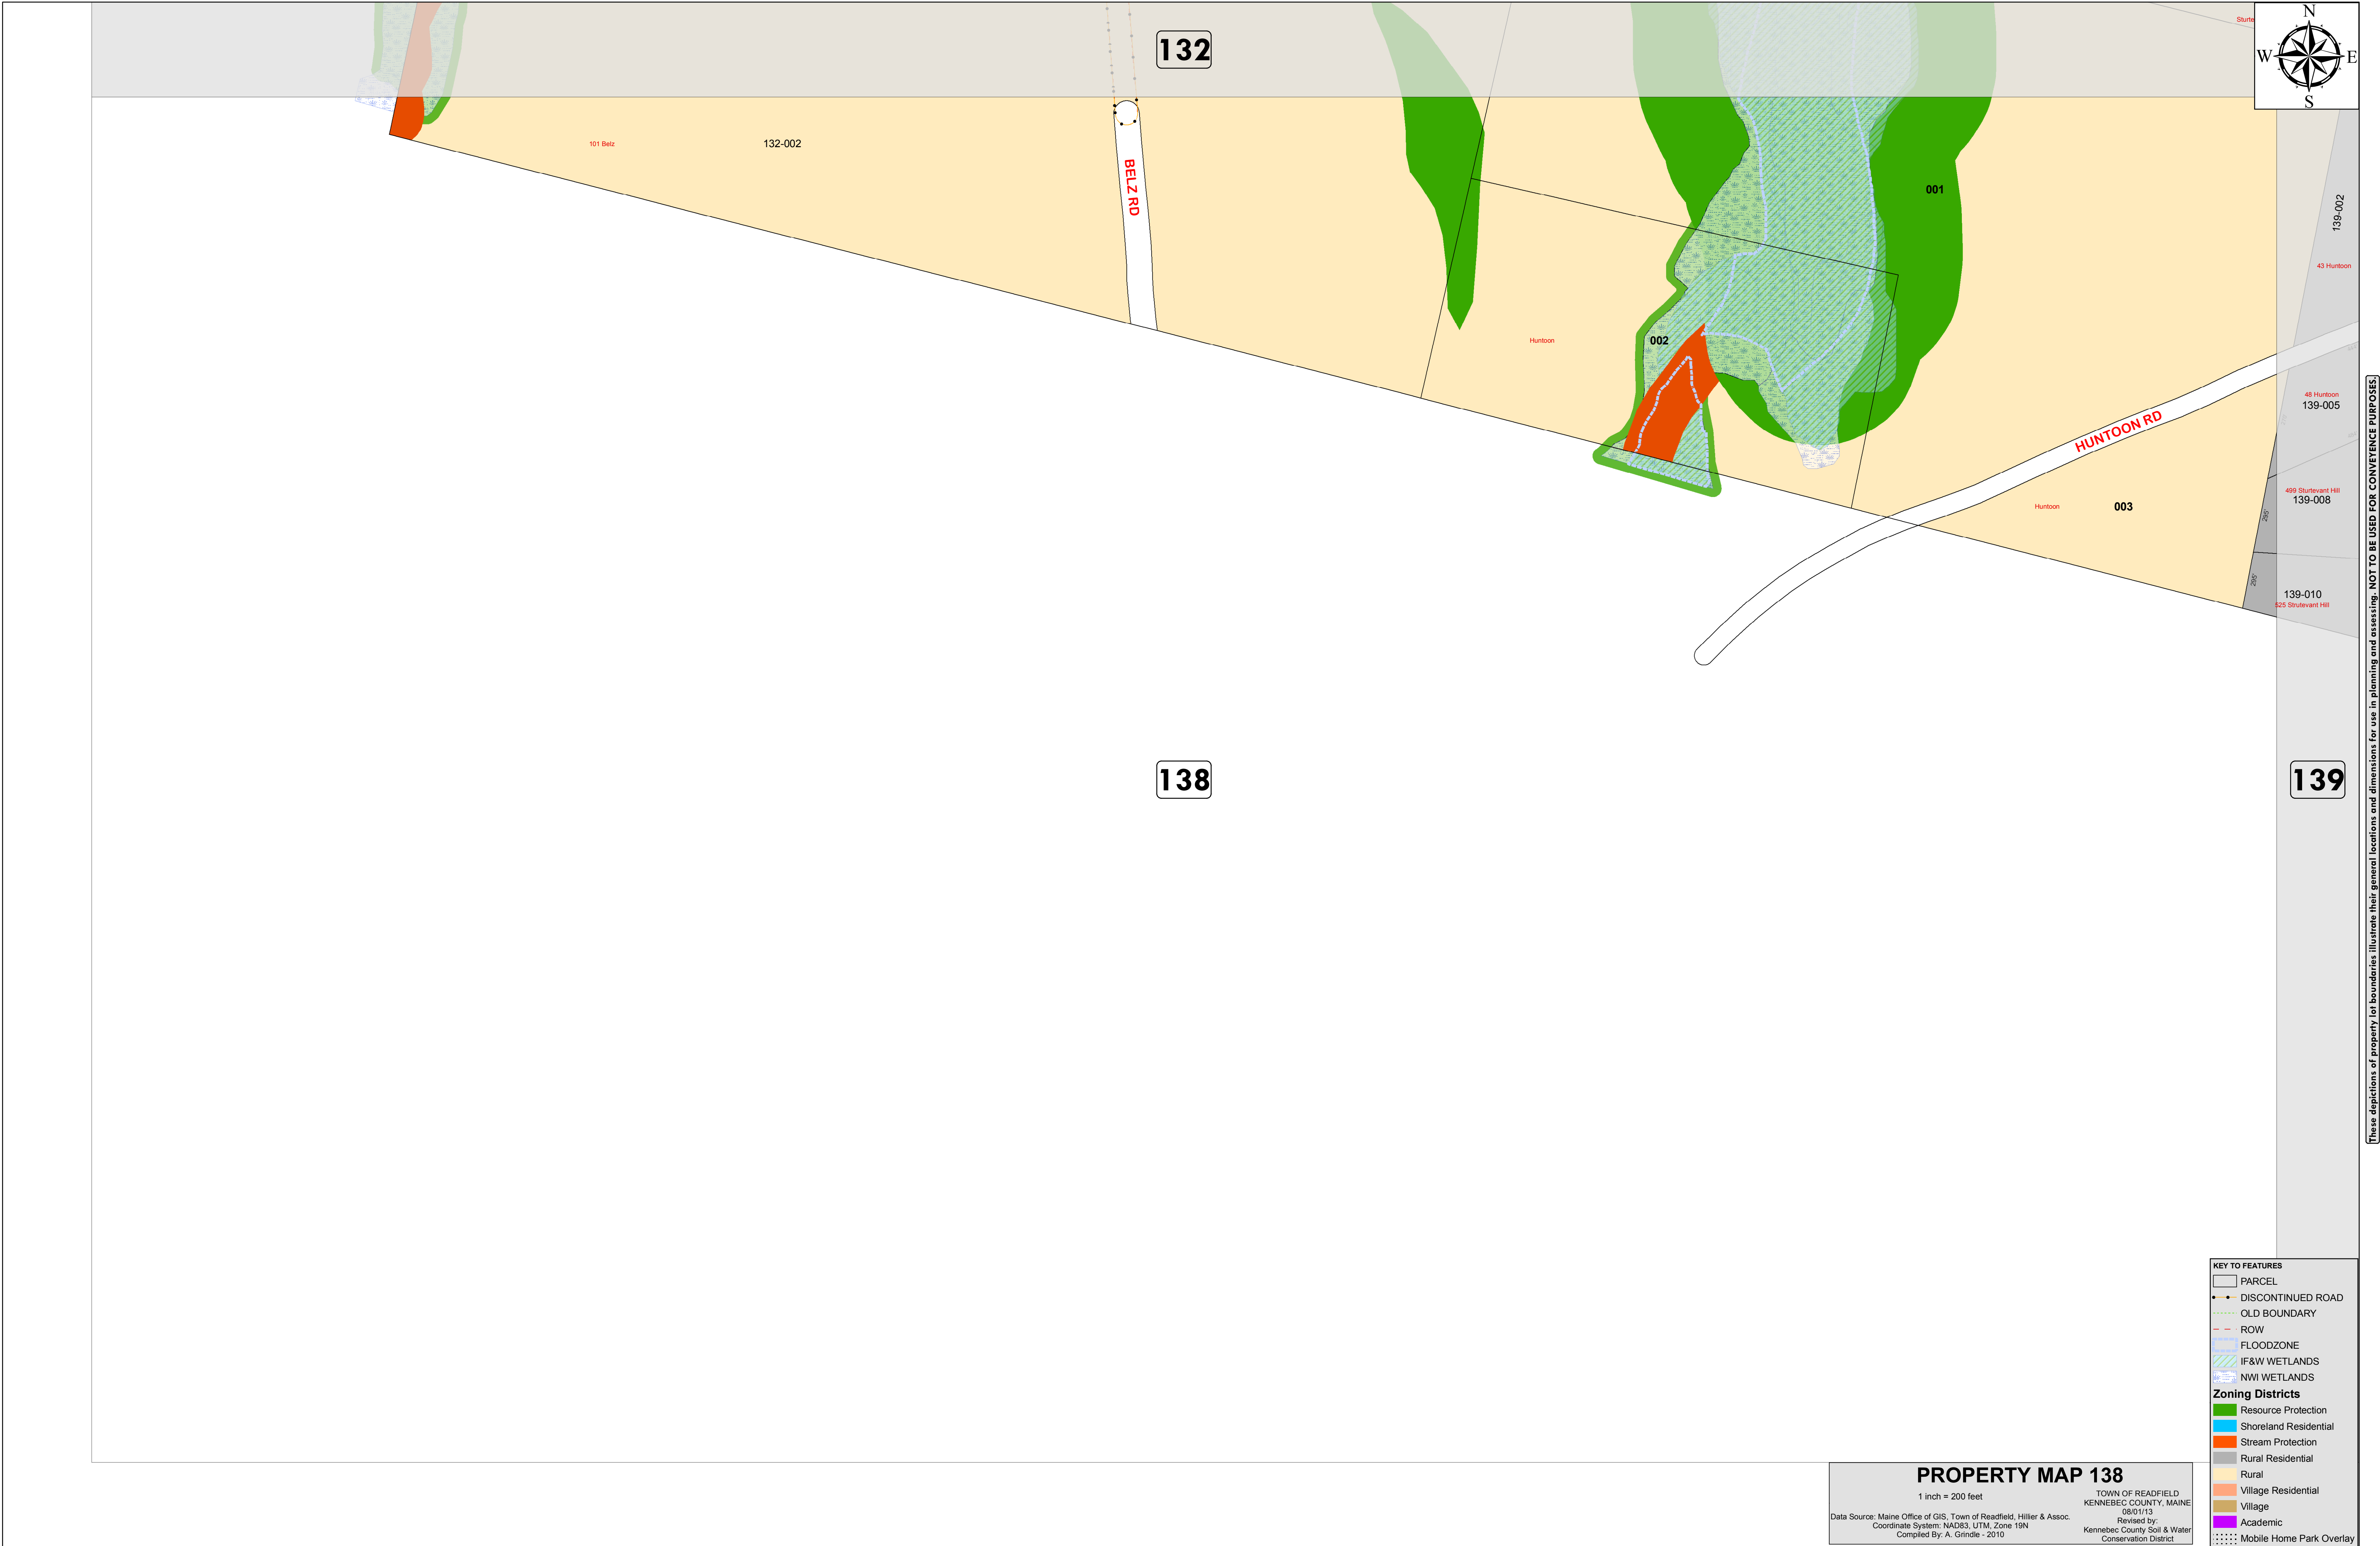 132
N
W
E
S
101 Belz
132-002
BELZ RD
001
139-002
43 Huntoon
Huntoon
002
48 Huntoon
139-005
HUNTOON RD
499 Sturtevant Hill
139-008
Huntoon
003
295'
295'
139-010
525 Strutevant Hill
138
139
These depictions of property lot boundaries illustrate their general locations and dimensions for use in planning and assessing. NOT TO BE USED FOR CONVEYENCE PURPOSES.
KEY TO FEATURES
PARCEL
DISCONTINUED ROAD
OLD BOUNDARY
ROW
FLOODZONE
IF&W WETLANDS
NWI WETLANDS
Zoning Districts
Resource Protection
Shoreland Residential
Stream Protection
Rural Residential
Rural
Village Residential
Village
Academic
Mobile Home Park Overlay
PROPERTY MAP 138
1 inch = 200 feet
Data Source: Maine Office of GIS, Town of Readfield, Hillier & Assoc.
Coordinate System: NAD83, UTM, Zone 19N
Compiled By: A. Grindle - 2010
TOWN OF READFIELD
KENNEBEC COUNTY, MAINE
08/01/13
Revised by:
Kennebec County Soil & Water
Conservation District